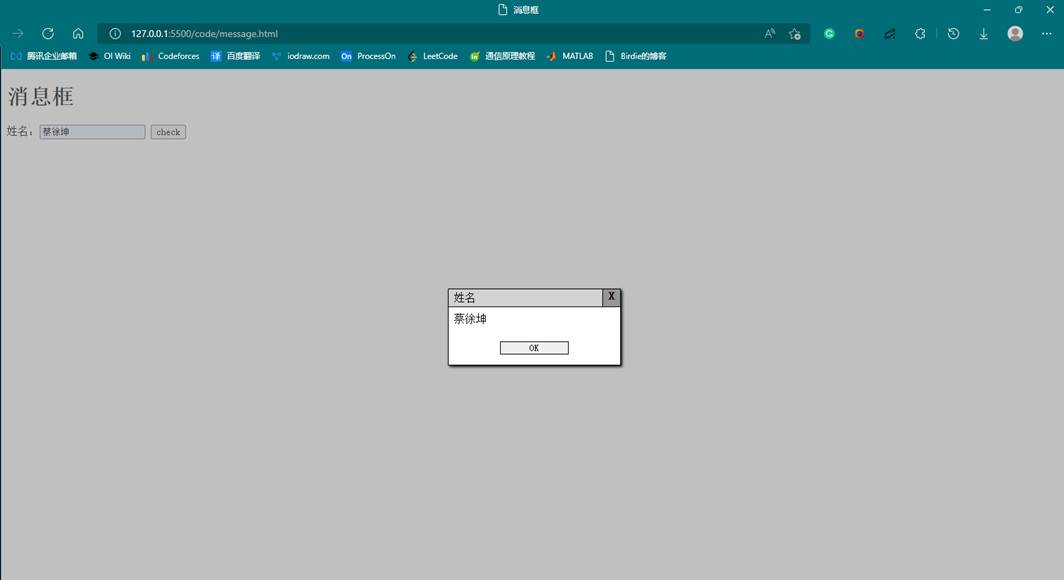 消息框
127.0.0.1:5500/code/message.html
腾讯企业邮箱 OI Wiki Codeforces 译 百度翻译 iodraw.com On ProcessOn LeetCode 通信原理教程 MATLAB Birdie的博客
消息框
姓名： 蔡徐坤 check
姓名 X
蔡徐坤
OK